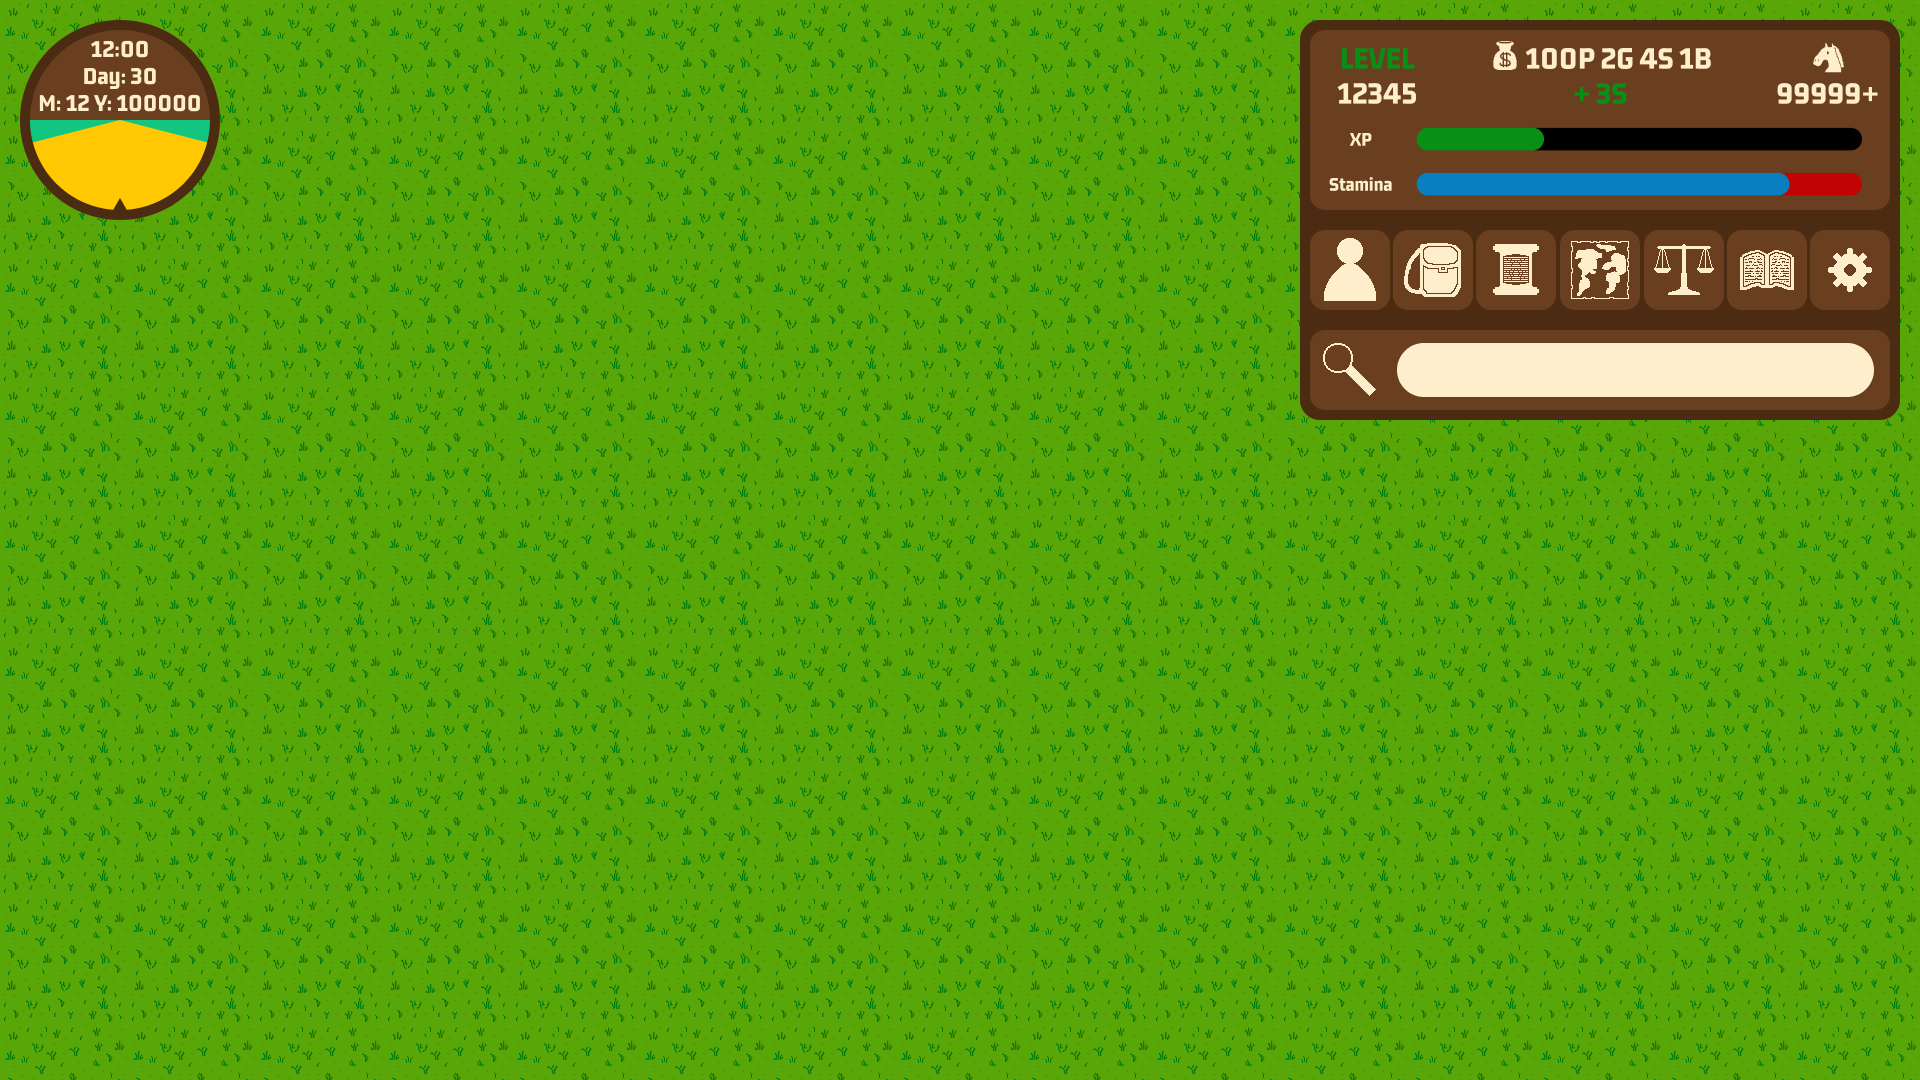 12:00
Day: 30
M: 12 Y: 100000
LEVEL
12345
$ 100P 2G 4S 1B
+ 3S
99999+
XP
Stamina